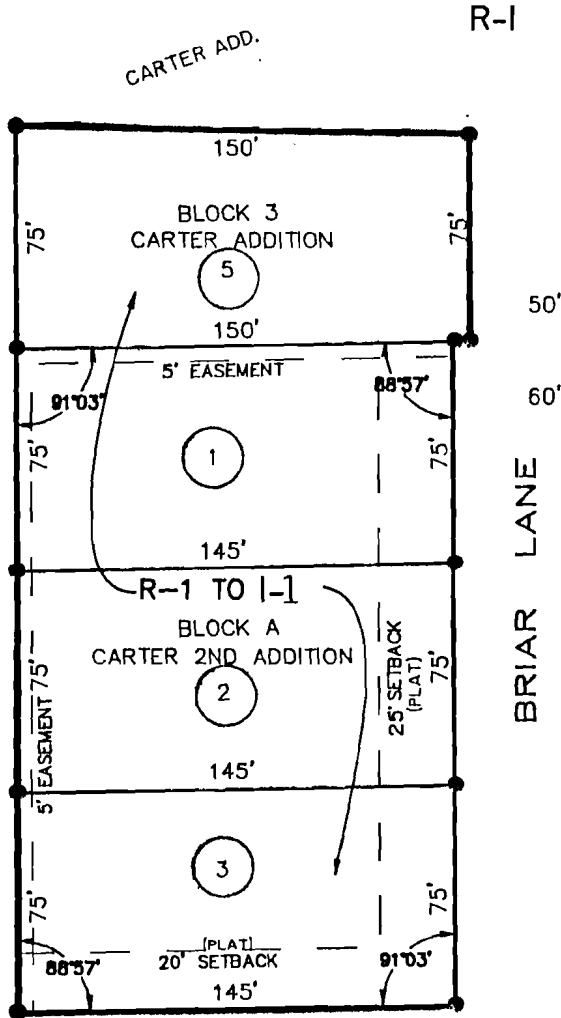 R-1
CARTER ADD.
150'
BLOCK 3
CARTER ADDITION
75'
75'
5
150'
50'
5' EASEMENT
91°03'
88°57'
60'
75'
1
75'
145'
R-1 TO I-1
BLOCK A
CARTER 2ND ADDITION
75'
2
25' SETBACK
(PLAT)
75'
BRIAR LANE
5' EASEMENT
145'
3
75'
75'
(PLAT)
20' SETBACK
88°57'
91°03'
145'